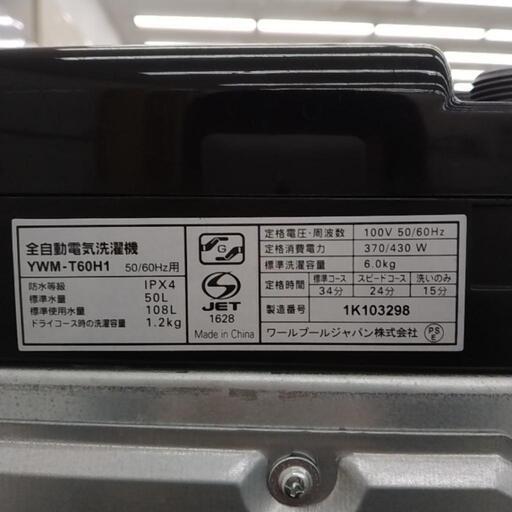 全自動電気洗濯機
YWM-T60H1 50/60Hz用
防水等級 IPX4
標準水量 50L
標準使用水量 108L
ドライコース時の洗濯容量 1.2kg
G
S
JET
1628
Made in China
定格電圧・周波数 100V 50/60Hz
定格消費電力 370/430 W
標準洗濯容量 6.0kg
定格時間 標準コース スピードコース 洗いのみ
34分 24分 15分
製造番号 1K103298
ワールプールジャパン株式会社 PSE